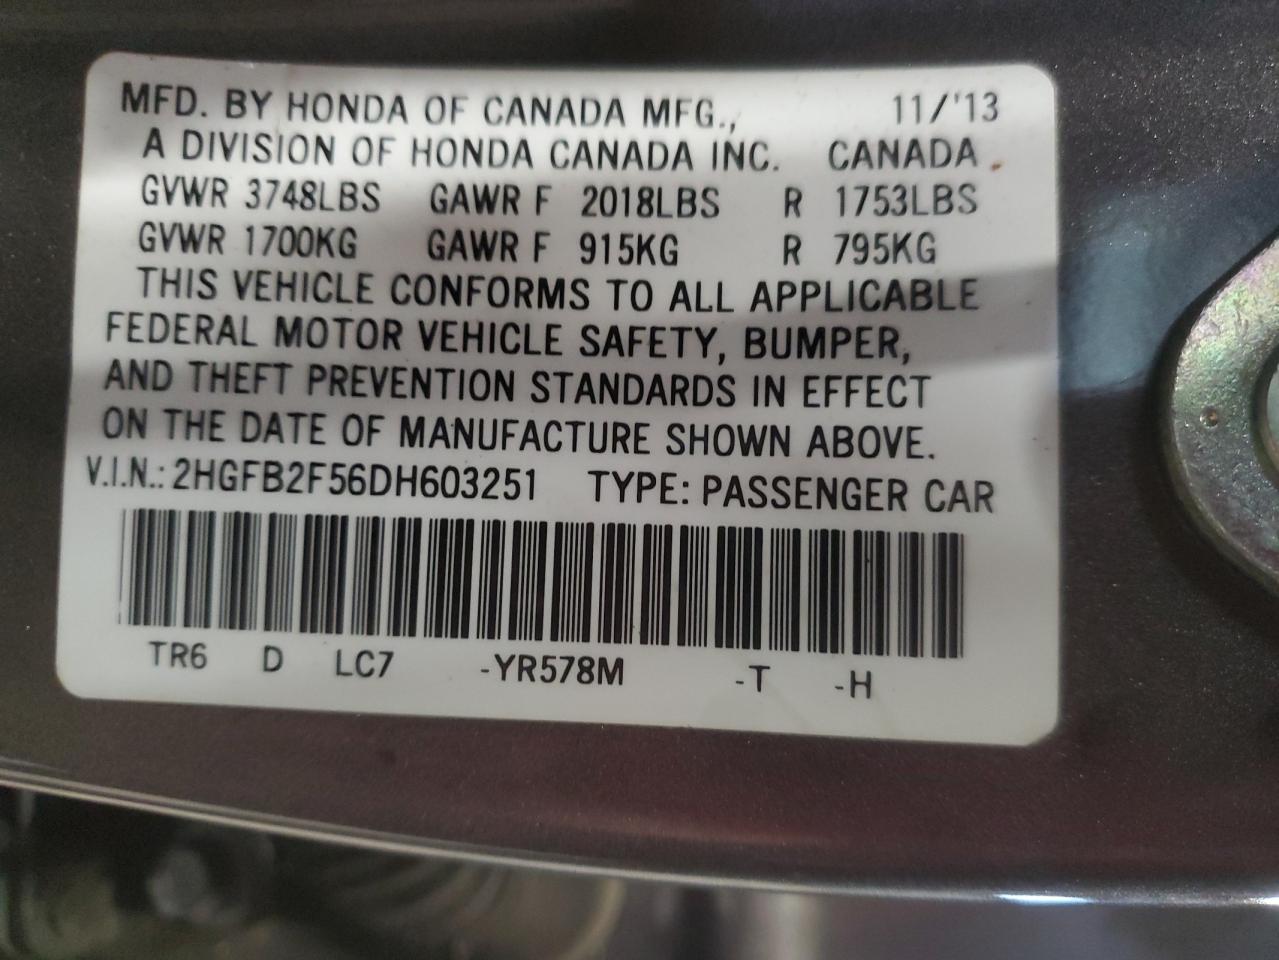 MFD. BY HONDA OF CANADA MFG., 11/'13
A DIVISION OF HONDA CANADA INC. CANADA
GVWR 3748LBS GAWR F 2018LBS R 1753LBS
GVWR 1700KG GAWR F 915KG R 795KG
THIS VEHICLE CONFORMS TO ALL APPLICABLE
FEDERAL MOTOR VEHICLE SAFETY, BUMPER,
AND THEFT PREVENTION STANDARDS IN EFFECT
ON THE DATE OF MANUFACTURE SHOWN ABOVE.
V.I.N.: 2HGFB2F56DH603251 TYPE: PASSENGER CAR
TR6 D LC7 -YR578M -T -H